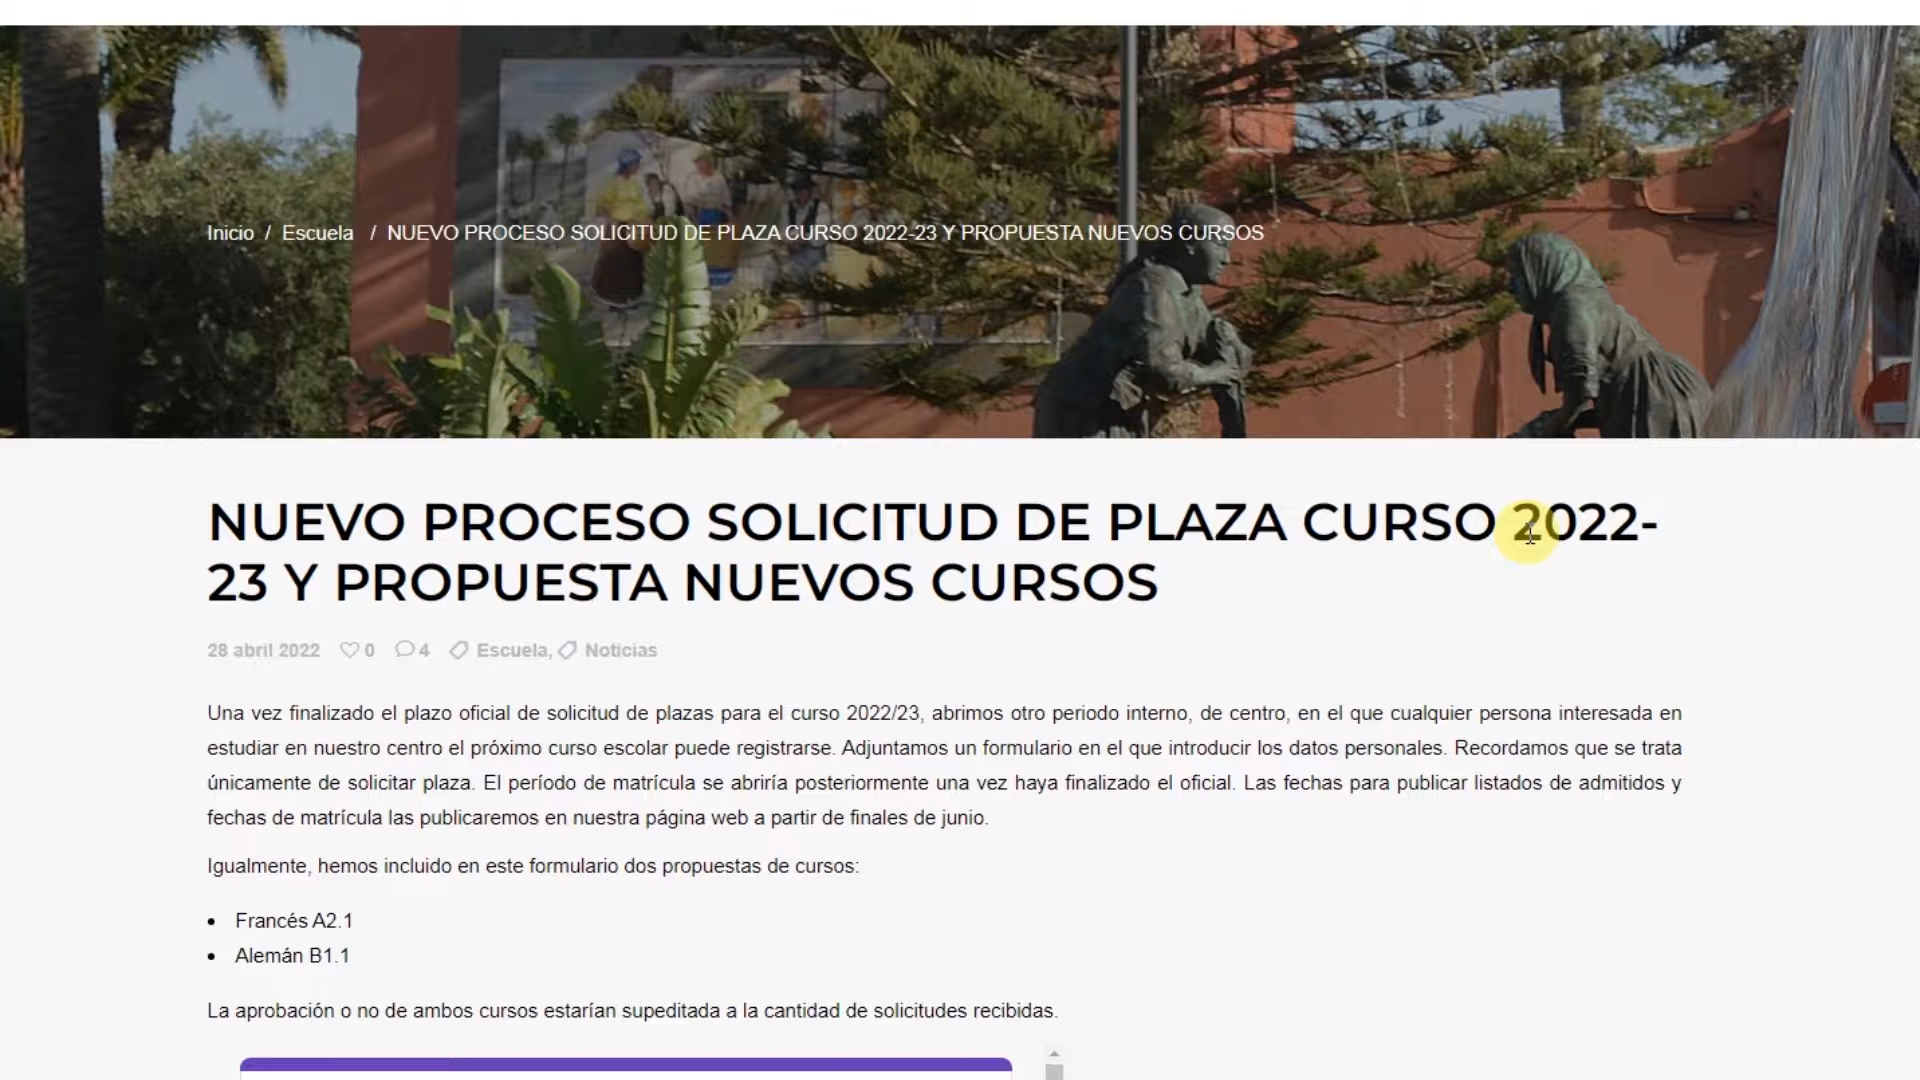 Inicio / Escuela / NUEVO PROCESO SOLICITUD DE PLAZA CURSO 2022-23 Y PROPUESTA NUEVOS CURSOS
NUEVO PROCESO SOLICITUD DE PLAZA CURSO 2022-
23 Y PROPUESTA NUEVOS CURSOS
28 abril 2022 0 4 Escuela, Noticias
Una vez finalizado el plazo oficial de solicitud de plazas para el curso 2022/23, abrimos otro periodo interno, de centro, en el que cualquier persona interesada en
estudiar en nuestro centro el próximo curso escolar puede registrarse. Adjuntamos un formulario en el que introducir los datos personales. Recordamos que se trata
únicamente de solicitar plaza. El período de matrícula se abriría posteriormente una vez haya finalizado el oficial. Las fechas para publicar listados de admitidos y
fechas de matrícula las publicaremos en nuestra página web a partir de finales de junio.
Igualmente, hemos incluido en este formulario dos propuestas de cursos:
• Francés A2.1
• Alemán B1.1
La aprobación o no de ambos cursos estarían supeditada a la cantidad de solicitudes recibidas.